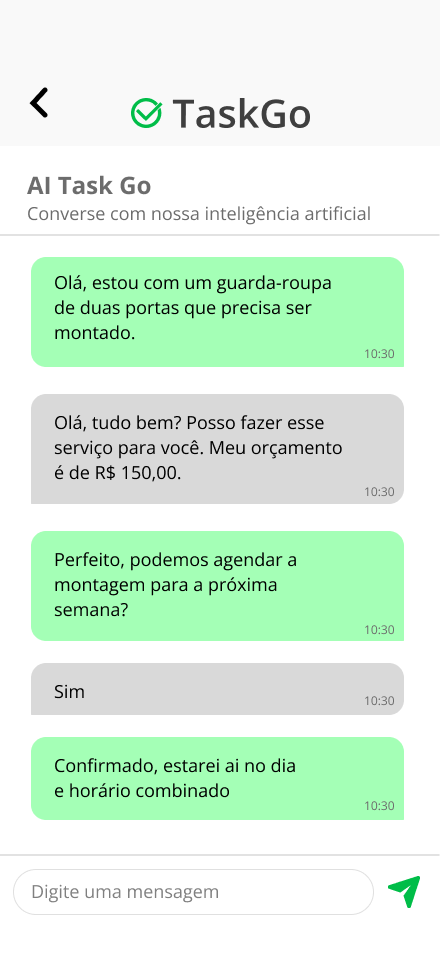 TaskGo
AI Task Go
Converse com nossa inteligência artificial
Olá, estou com um guarda-roupa
de duas portas que precisa ser
montado.
10:30
Olá, tudo bem? Posso fazer esse
serviço para você. Meu orçamento
é de R$ 150,00.
10:30
Perfeito, podemos agendar a
montagem para a próxima
semana?
10:30
Sim
10:30
Confirmado, estarei ai no dia
e horário combinado
10:30
Digite uma mensagem